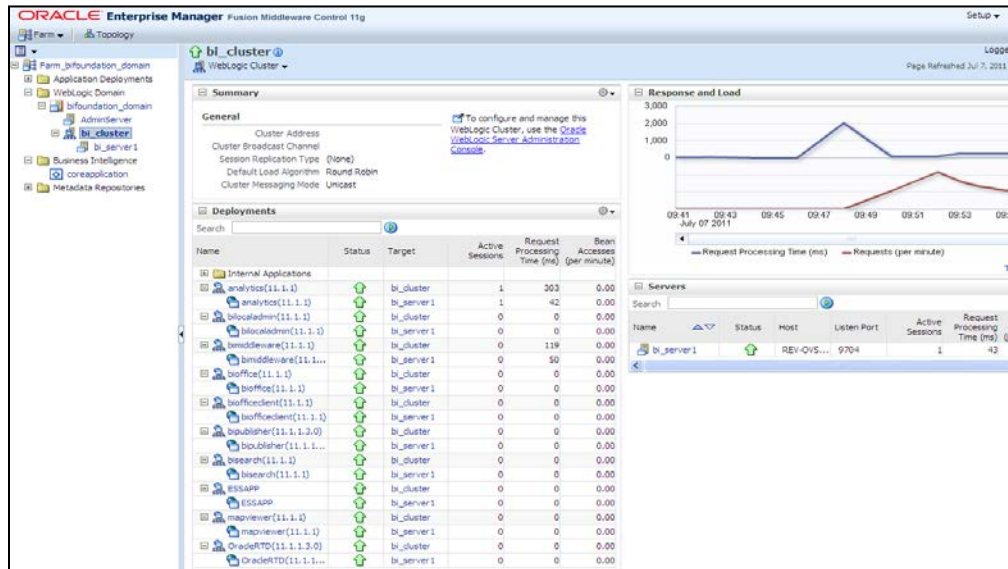 ORACLE Enterprise Manager Fusion Middleware Control 11g
Setup
Farm Topology
Farm_bifoundation_domain
Application Deployments
WebLogic Domain
bifoundation_domain
AdminServer
bi_cluster
bi_server1
Business Intelligence
coreapplication
Metadata Repositories
bi_cluster
WebLogic Cluster
Logge
Page Refreshed Jul 7, 2011
Summary
General
Cluster Address
Cluster Broadcast Channel
Session Replication Type (None)
Default Load Algorithm Round Robin
Cluster Messaging Mode Unicast
To configure and manage this
WebLogic Cluster, use the Oracle
WebLogic Server Administration
Console.
Deployments
Search
Name Status Target Active Sessions Request Processing Time (ms) Bean Accesses (per minute)
Internal Applications
analytics(11.1.1) bi_cluster 1 303 0.00
analytics(11.1.1) bi_server1 1 42 0.00
bilocaladmin(11.1.1) bi_cluster 0 0 0.00
bilocaladmin(11.1.1) bi_server1 0 0 0.00
bimiddleware(11.1.1) bi_cluster 0 119 0.00
bimiddleware(11.1.... bi_server1 0 50 0.00
bioffice(11.1.1) bi_cluster 0 0 0.00
bioffice(11.1.1) bi_server1 0 0 0.00
biofficeclient(11.1.1) bi_cluster 0 0 0.00
biofficeclient(11.1.1) bi_server1 0 0 0.00
bipublisher(11.1.1.3.0) bi_cluster 0 0 0.00
bipublisher(11.1.1.... bi_server1 0 0 0.00
bisearch(11.1.1) bi_cluster 0 0 0.00
bisearch(11.1.1) bi_server1 0 0 0.00
ESSAPP bi_cluster 0 0 0.00
ESSAPP bi_server1 0 0 0.00
mapviewer(11.1.1) bi_cluster 0 0 0.00
mapviewer(11.1.1) bi_server1 0 0 0.00
OracleRTD(11.1.1.3.0) bi_cluster 0 0 0.00
OracleRTD(11.1.1.... bi_server1 0 0 0.00
Response and Load
3,000
2,000
1,000
0
09:41 09:43 09:45 09:47 09:49 09:51 09:53 09:
July 07 2011
Request Processing Time (ms) Requests (per minute)
Servers
Search
Name Status Host Listen Port Active Sessions Request Processing Time (ms)
bi_server1 REV-OVS... 9704 1 43